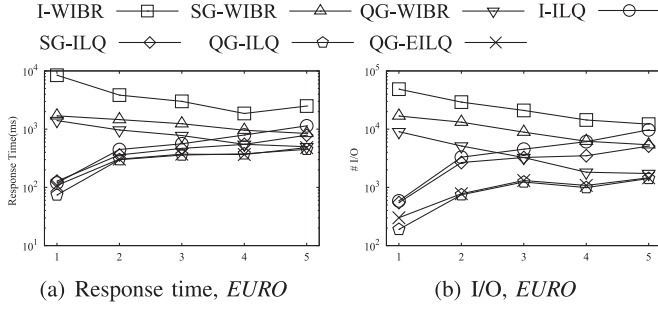 I-WIBR SG-WIBR QG-WIBR I-ILQ
SG-ILQ QG-ILQ QG-EILQ
Response Time(ms)
10^4
10^3
10^2
10^1
1 2 3 4 5
# I/O
10^5
10^4
10^3
10^2
1 2 3 4 5
(a) Response time, EURO
(b) I/O, EURO